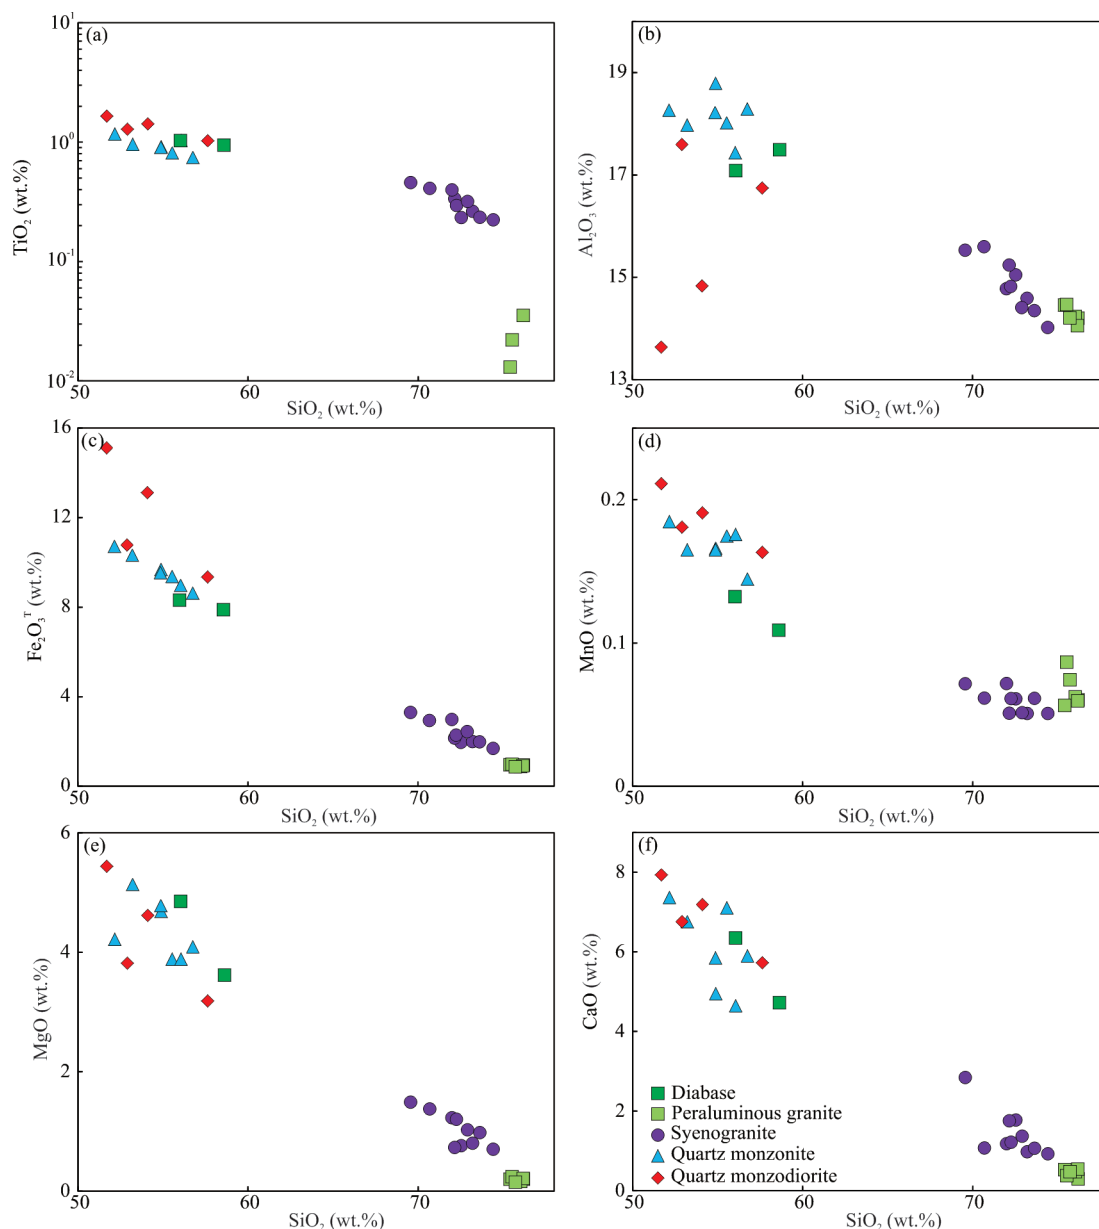 (a)
10¹
10⁰
10⁻¹
10⁻²
TiO₂ (wt.%)
50
60
70
SiO₂ (wt.%)
(b)
19
17
15
13
Al₂O₃ (wt.%)
50
60
70
SiO₂ (wt.%)
(c)
16
12
8
4
0
Fe₂O₃ᵀ (wt.%)
50
60
70
SiO₂ (wt.%)
(d)
0.2
0.1
0
MnO (wt.%)
50
60
70
SiO₂ (wt.%)
(e)
6
4
2
0
MgO (wt.%)
50
60
70
SiO₂ (wt.%)
(f)
8
6
4
2
0
CaO (wt.%)
Diabase
Peraluminous granite
Syenogranite
Quartz monzonite
Quartz monzodiorite
50
60
70
SiO₂ (wt.%)